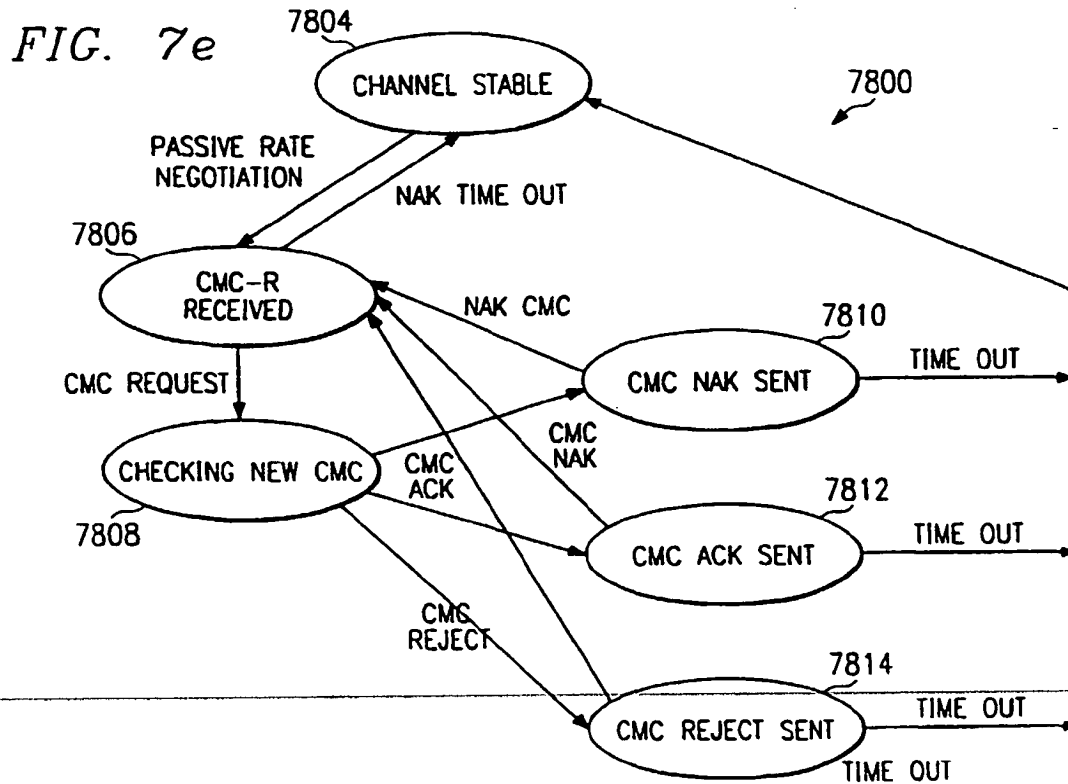 FIG. 7e
7804
CHANNEL STABLE
7800
PASSIVE RATE
NEGOTIATION
NAK TIME OUT
7806
CMC-R
RECEIVED
NAK CMC
7810
CMC NAK SENT
TIME OUT
CMC REQUEST
CMC
NAK
CHECKING NEW CMC
7808
CMC
ACK
7812
CMC ACK SENT
TIME OUT
CMC
REJECT
7814
CMC REJECT SENT
TIME OUT
TIME OUT